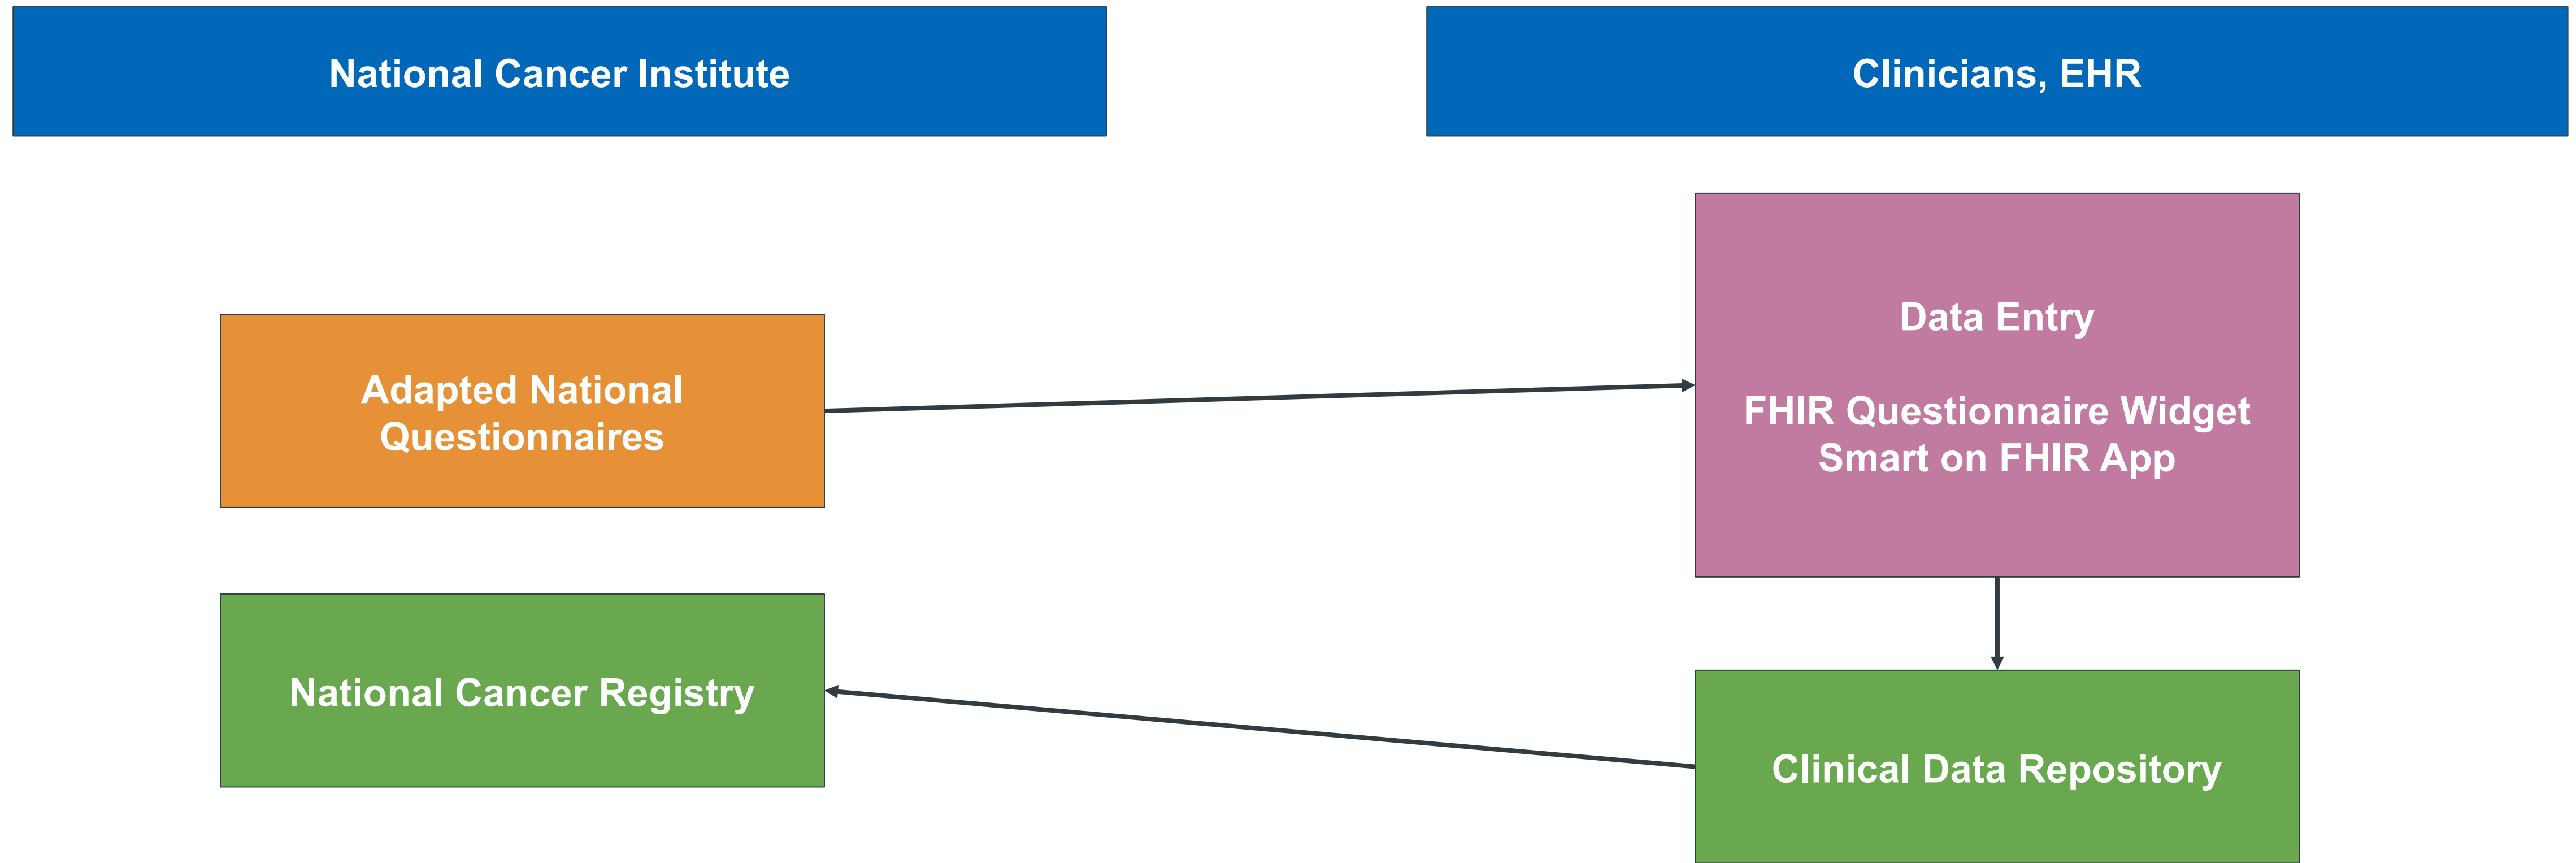 National Cancer Institute
Clinicians, EHR
Adapted National
Questionnaires
Data Entry
FHIR Questionnaire Widget
Smart on FHIR App
National Cancer Registry
Clinical Data Repository